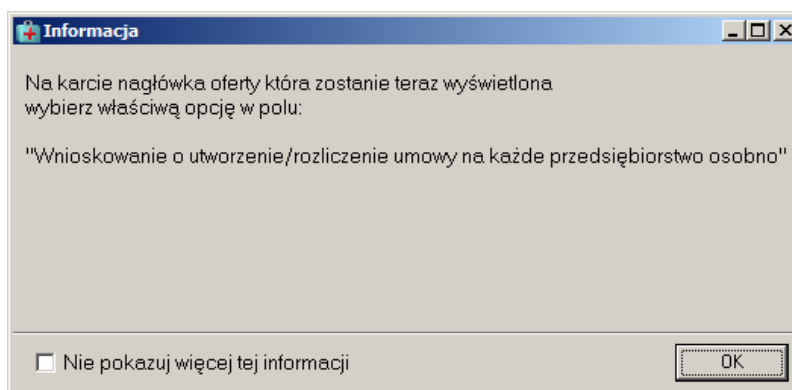 Informacja
Na karcie nagłówka oferty która zostanie teraz wyświetlona
wybierz właściwą opcję w polu:
"Wnioskowanie o utworzenie/rozliczenie umowy na każde przedsiębiorstwo osobno"
Nie pokazuj więcej tej informacji
OK